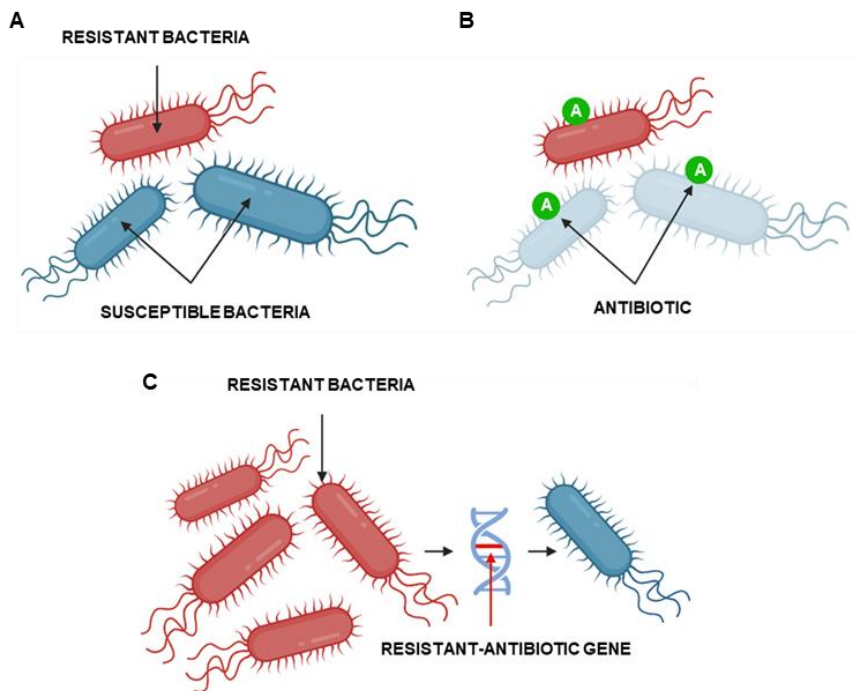 A
RESISTANT BACTERIA
SUSCEPTIBLE BACTERIA
B
A
A
A
ANTIBIOTIC
C
RESISTANT BACTERIA
RESISTANT-ANTIBIOTIC GENE